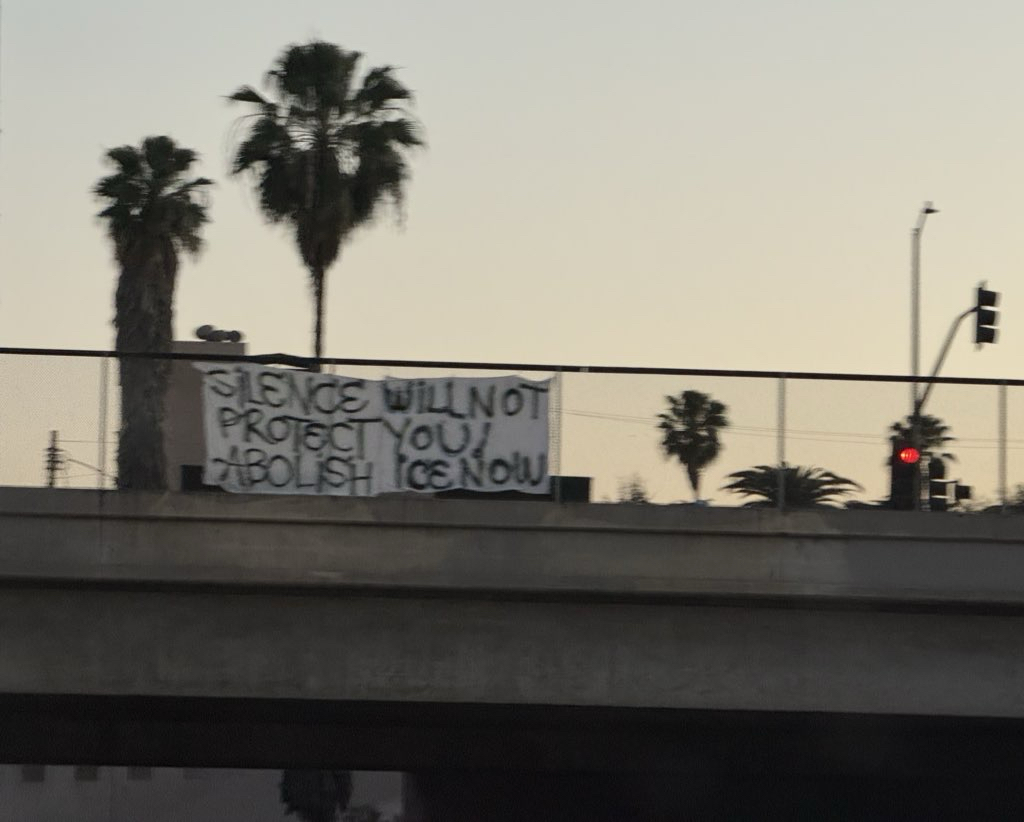 SILENCE WILL NOT
PROTECT YOU!
ABOLISH ICE NOW